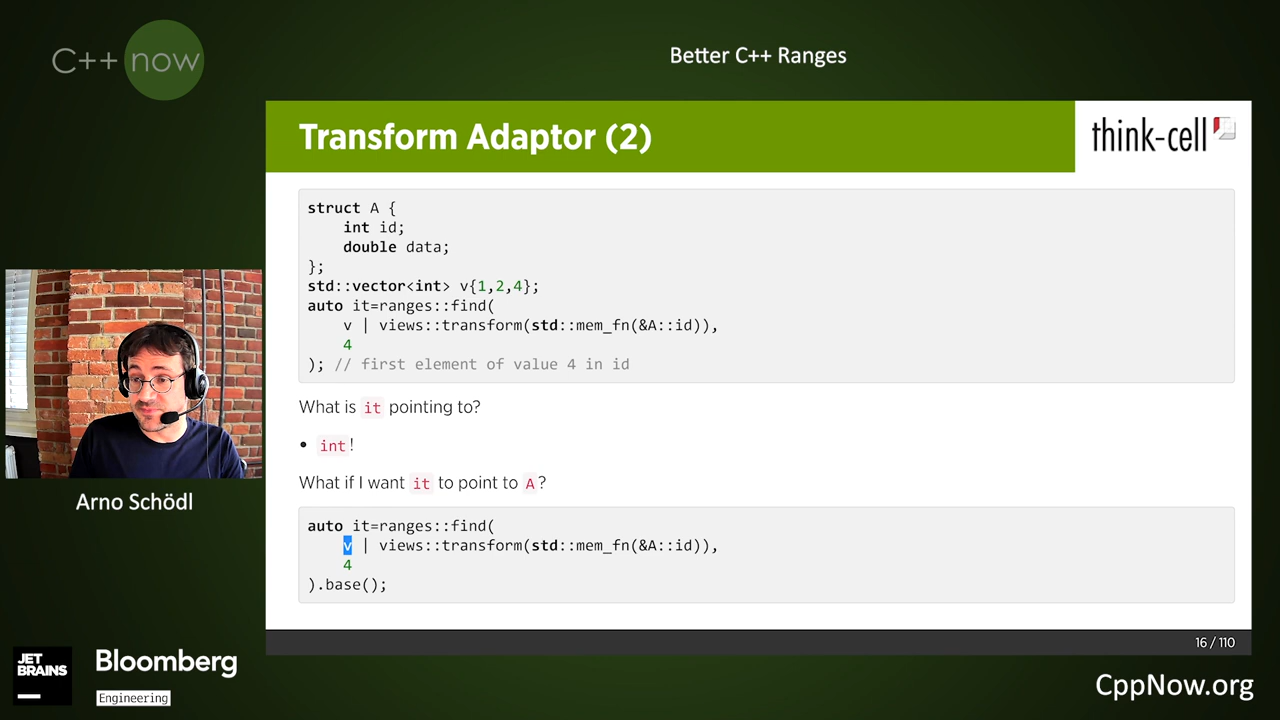 C++ now
Better C++ Ranges
Transform Adaptor (2)
think-cell
struct A {
    int id;
    double data;
};
std::vector<int> v{1,2,4};
auto it=ranges::find(
    v | views::transform(std::mem_fn(&A::id)),
    4
); // first element of value 4 in id
What is it pointing to?
• int!
What if I want it to point to A?
auto it=ranges::find(
    v | views::transform(std::mem_fn(&A::id)),
    4
).base();
16 / 110
Arno Schödl
JET
BRAINS
Bloomberg
Engineering
CppNow.org